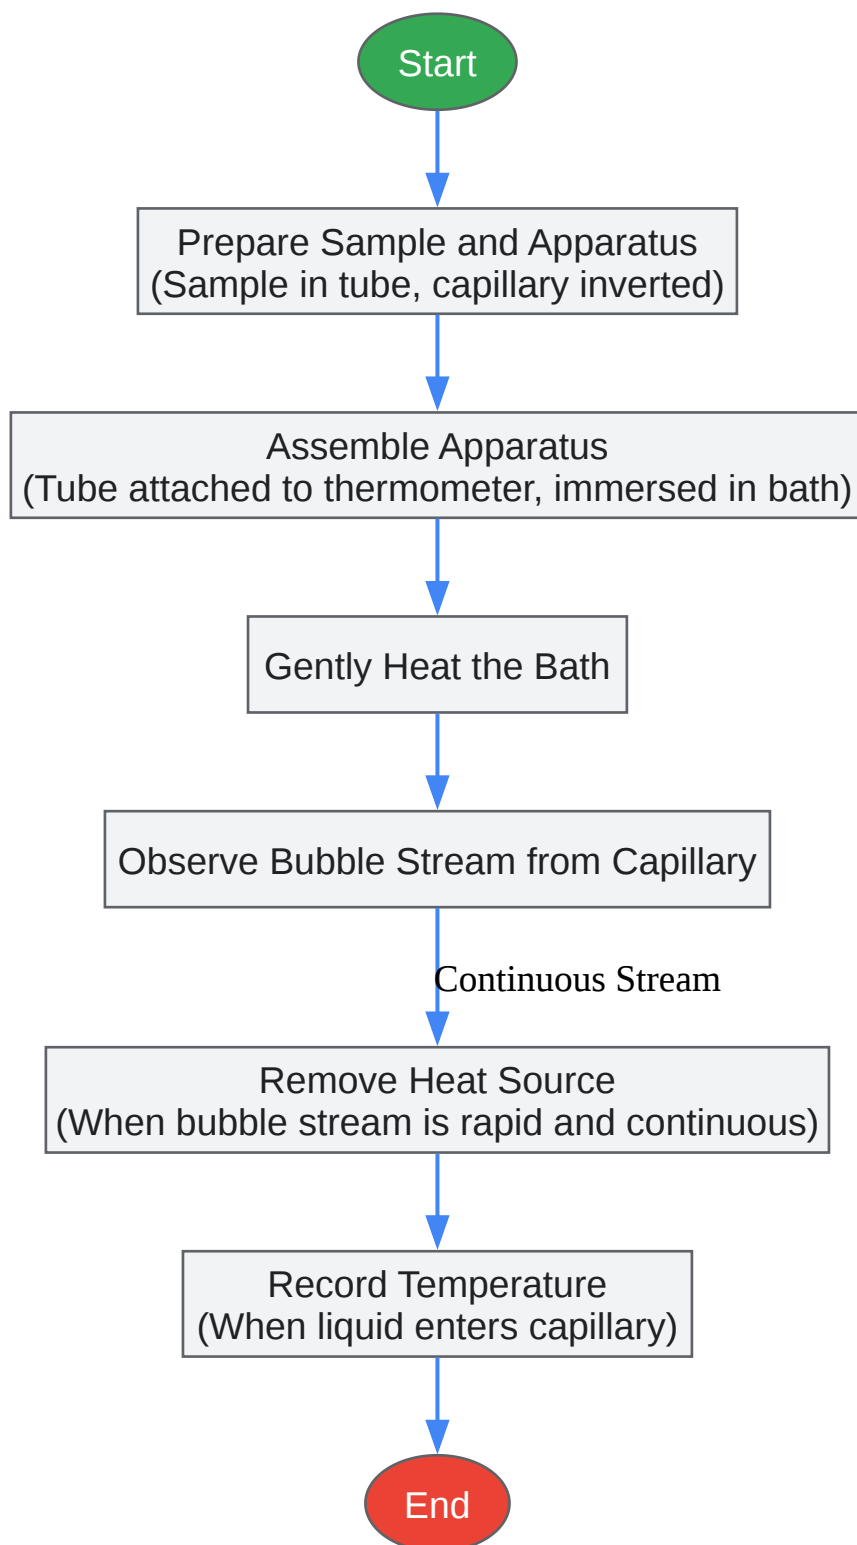 Start
Prepare Sample and Apparatus
(Sample in tube, capillary inverted)
Assemble Apparatus
(Tube attached to thermometer, immersed in bath)
Gently Heat the Bath
Observe Bubble Stream from Capillary
Continuous Stream
Remove Heat Source
(When bubble stream is rapid and continuous)
Record Temperature
(When liquid enters capillary)
End